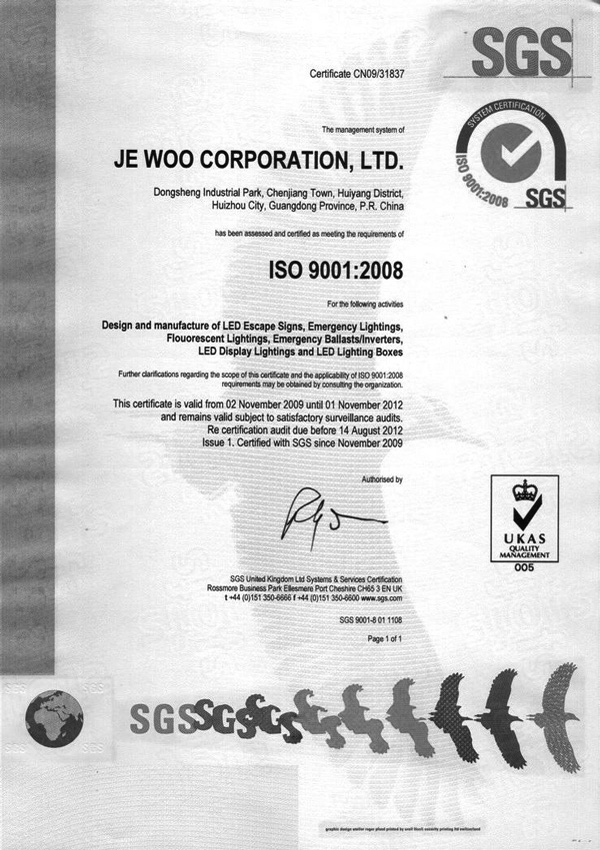 SGS
Certificate CN09/31837
SYSTEM CERTIFICATION
ISO 9001:2008
SGS
The management system of
JE WOO CORPORATION, LTD.
Dongsheng Industrial Park, Chenjiang Town, Huiyang District,
Huizhou City, Guangdong Province, P.R. China
has been assessed and certified as meeting the requirements of
ISO 9001:2008
For the following activities
Design and manufacture of LED Escape Signs, Emergency Lightings,
Flouorescent Lightings, Emergency Ballasts/Inverters,
LED Display Lightings and LED Lighting Boxes
Further clarifications regarding the scope of this certificate and the applicability of ISO 9001:2008
requirements may be obtained by consulting the organization.
This certificate is valid from 02 November 2009 until 01 November 2012
and remains valid subject to satisfactory surveillance audits.
Re certification audit due before 14 August 2012
Issue 1. Certified with SGS since November 2009
Authorised by
UKAS
QUALITY
MANAGEMENT
005
SGS United Kingdom Ltd Systems & Services Certification
Rossmore Business Park Ellesmere Port Cheshire CH65 3 EN UK
t +44 (0)151 350-6666 f +44 (0)151 350-6600 www.sgs.com
SGS 9001-8 01 1108
Page 1 of 1
SGS SGS SGS